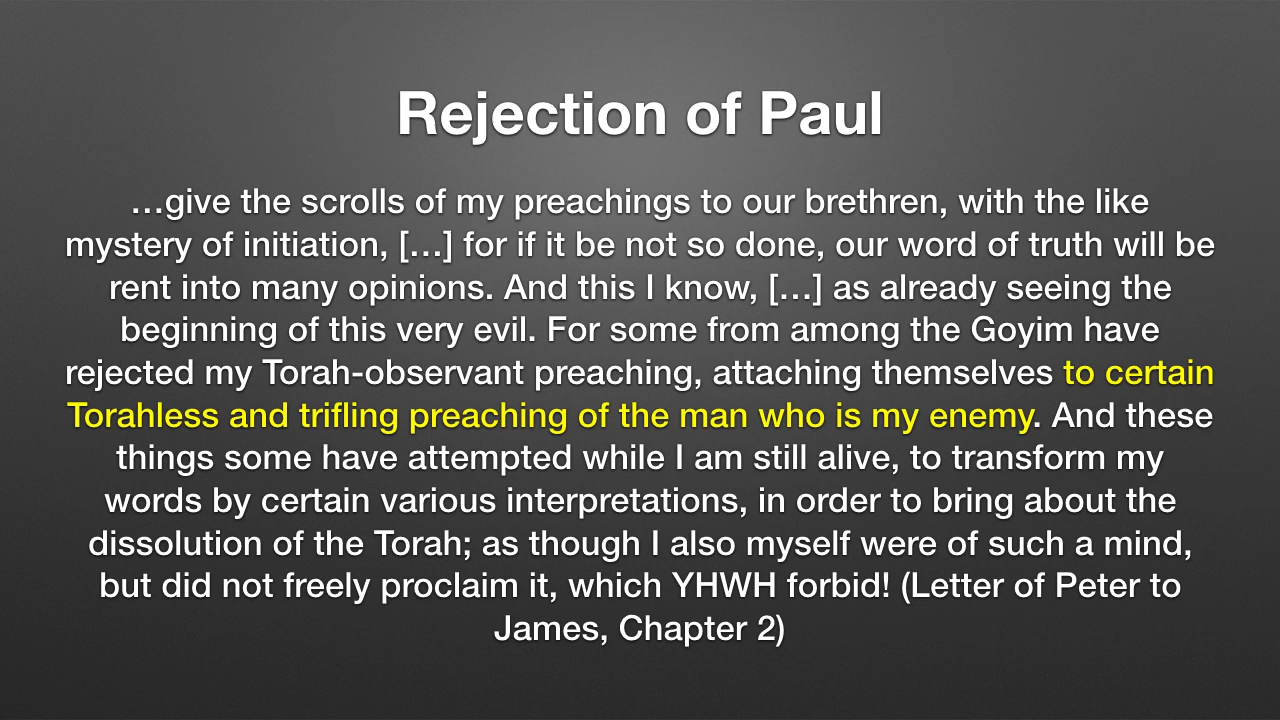 Rejection of Paul
…give the scrolls of my preachings to our brethren, with the like
mystery of initiation, […] for if it be not so done, our word of truth will be
rent into many opinions. And this I know, […] as already seeing the
beginning of this very evil. For some from among the Goyim have
rejected my Torah-observant preaching, attaching themselves to certain
Torahless and trifling preaching of the man who is my enemy. And these
things some have attempted while I am still alive, to transform my
words by certain various interpretations, in order to bring about the
dissolution of the Torah; as though I also myself were of such a mind,
but did not freely proclaim it, which YHWH forbid! (Letter of Peter to
James, Chapter 2)